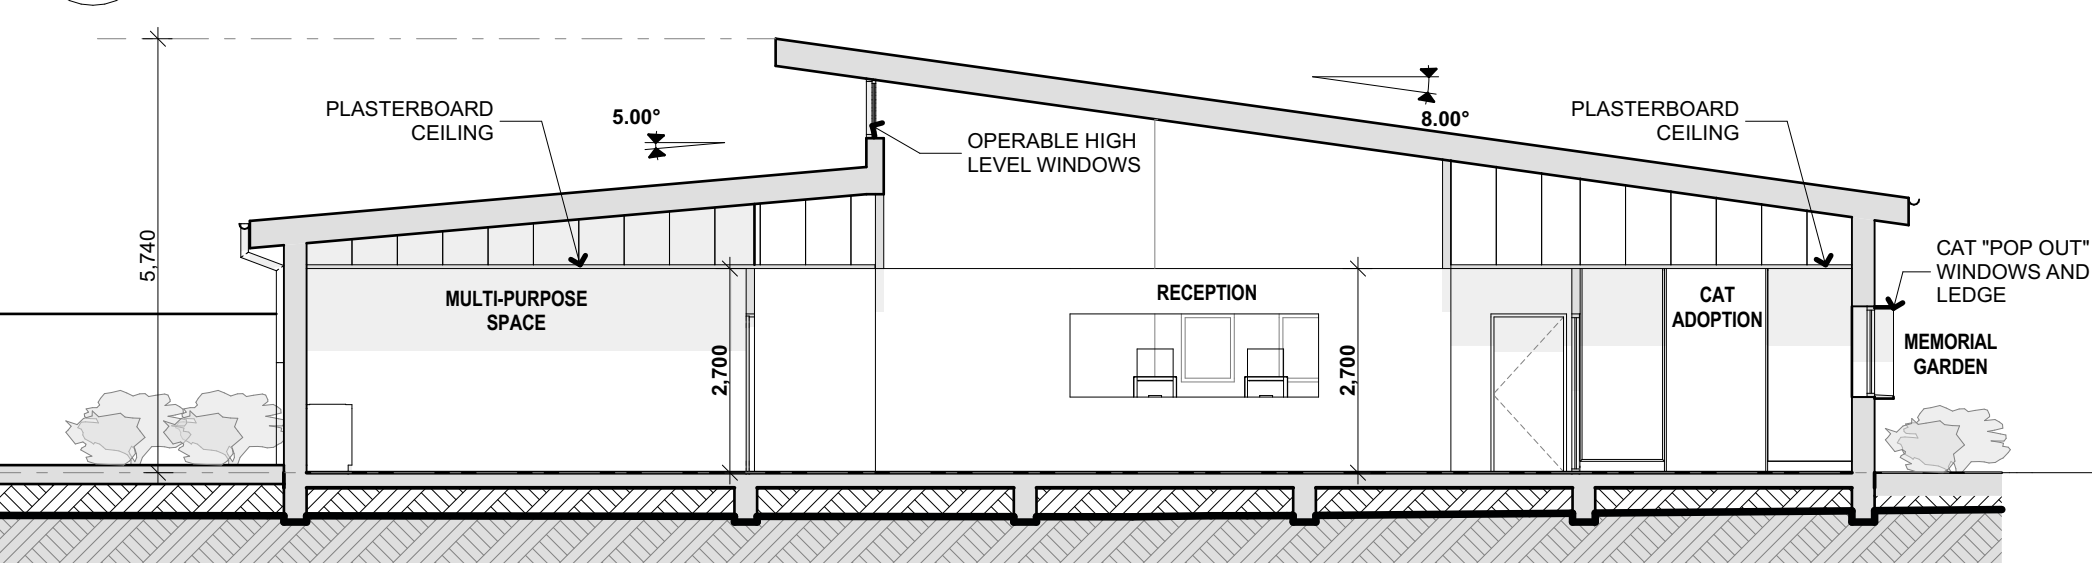 PLASTERBOARD
CEILING
5.00°
OPERABLE HIGH
LEVEL WINDOWS
8.00°
PLASTERBOARD
CEILING
5,740
CAT "POP OUT"
WINDOWS AND
LEDGE
MULTI-PURPOSE
SPACE
RECEPTION
CAT
ADOPTION
MEMORIAL
GARDEN
2,700
2,700